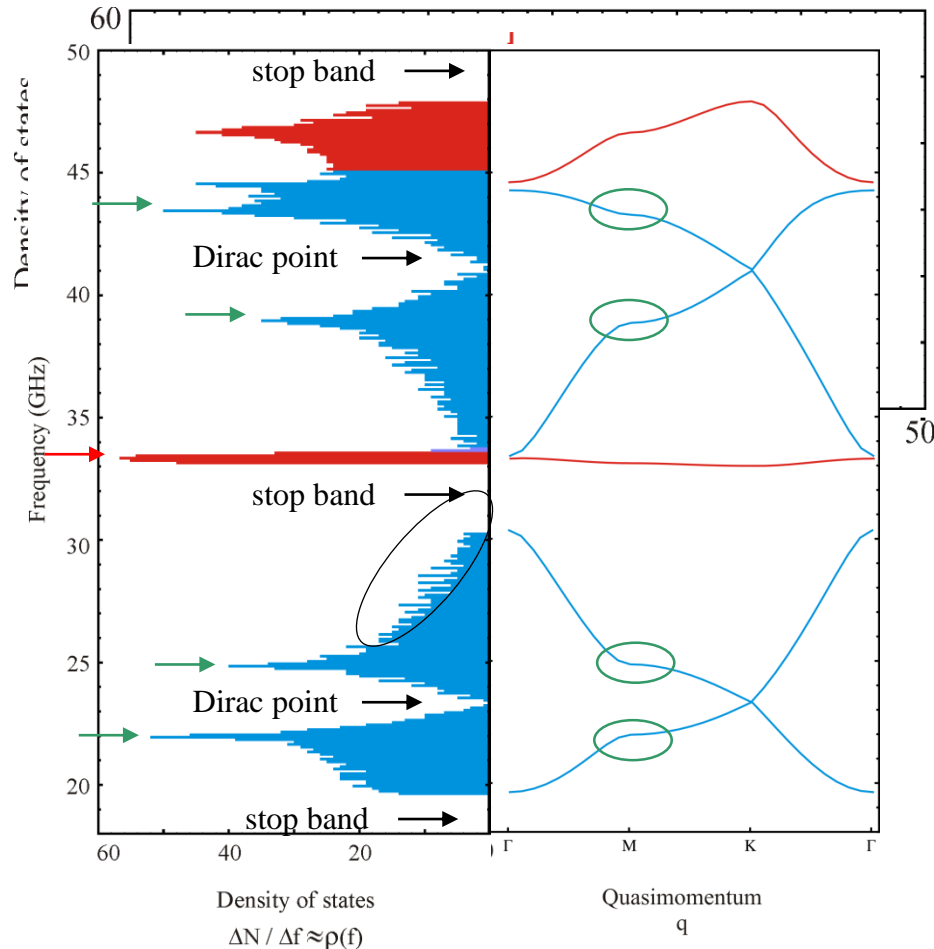 60
50
stop band
Density of states
45
Dirac point
40
Frequency (GHz)
35
50
stop band
30
25
Dirac point
20
stop band
60
40
20
Γ
M
K
Γ
Density of states
ΔN / Δf ≈ρ(f)
Quasimomentum
q